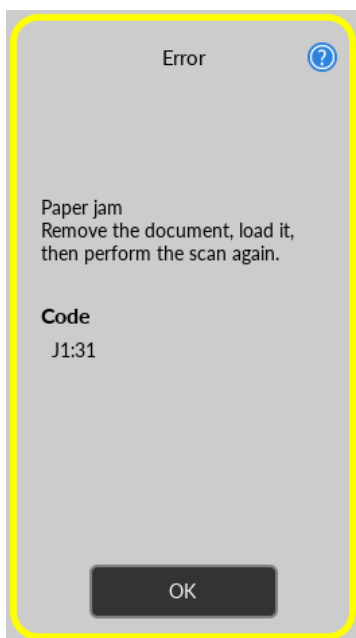 Error
?
Paper jam
Remove the document, load it,
then perform the scan again.
Code
J1:31
OK